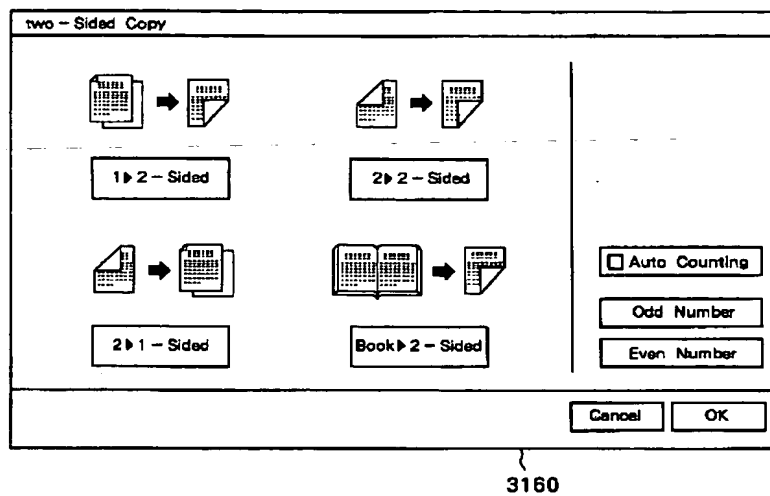 two-Sided Copy
1▶2-Sided
2▶2-Sided
2▶1-Sided
Book▶2-Sided
Auto Counting
Odd Number
Even Number
Cancel
OK
3160